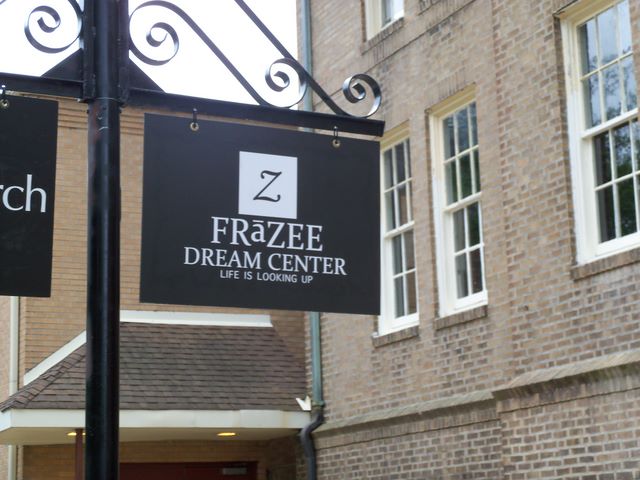 rch
Z
FRāZEE
DREAM CENTER
LIFE IS LOOKING UP